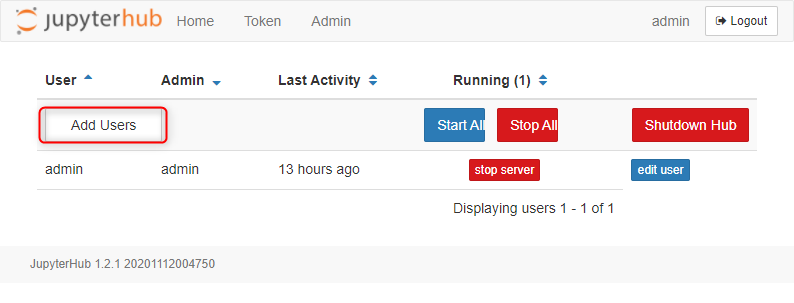 jupyterhub Home Token Admin admin Logout
User Admin Last Activity Running (1)
Add Users Start All Stop All Shutdown Hub
admin admin 13 hours ago stop server edit user
Displaying users 1 - 1 of 1
JupyterHub 1.2.1 20201112004750